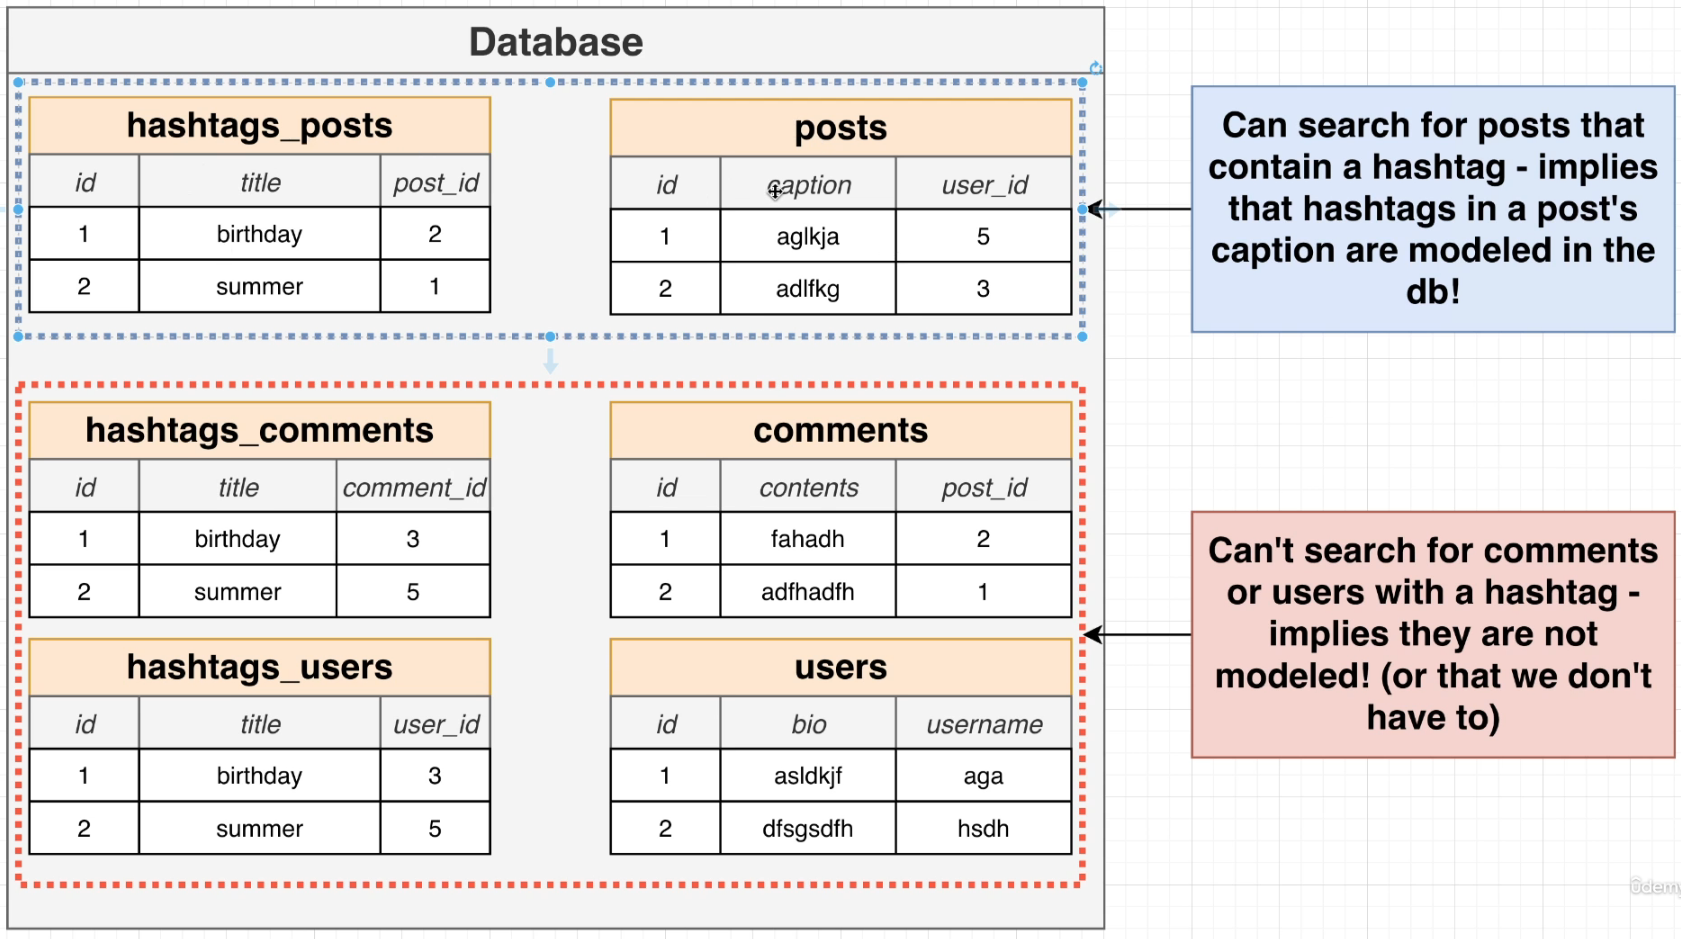 Database
hashtags_posts
id title post_id
1 birthday 2
2 summer 1
posts
id caption user_id
1 aglkja 5
2 adlfkg 3
Can search for posts that
contain a hashtag - implies
that hashtags in a post's
caption are modeled in the
db!
hashtags_comments
id title comment_id
1 birthday 3
2 summer 5
comments
id contents post_id
1 fahadh 2
2 adfhadfh 1
hashtags_users
id title user_id
1 birthday 3
2 summer 5
users
id bio username
1 asldkjf aga
2 dfsgsdfh hsdh
Can't search for comments
or users with a hashtag -
implies they are not
modeled! (or that we don't
have to)
ûdemy